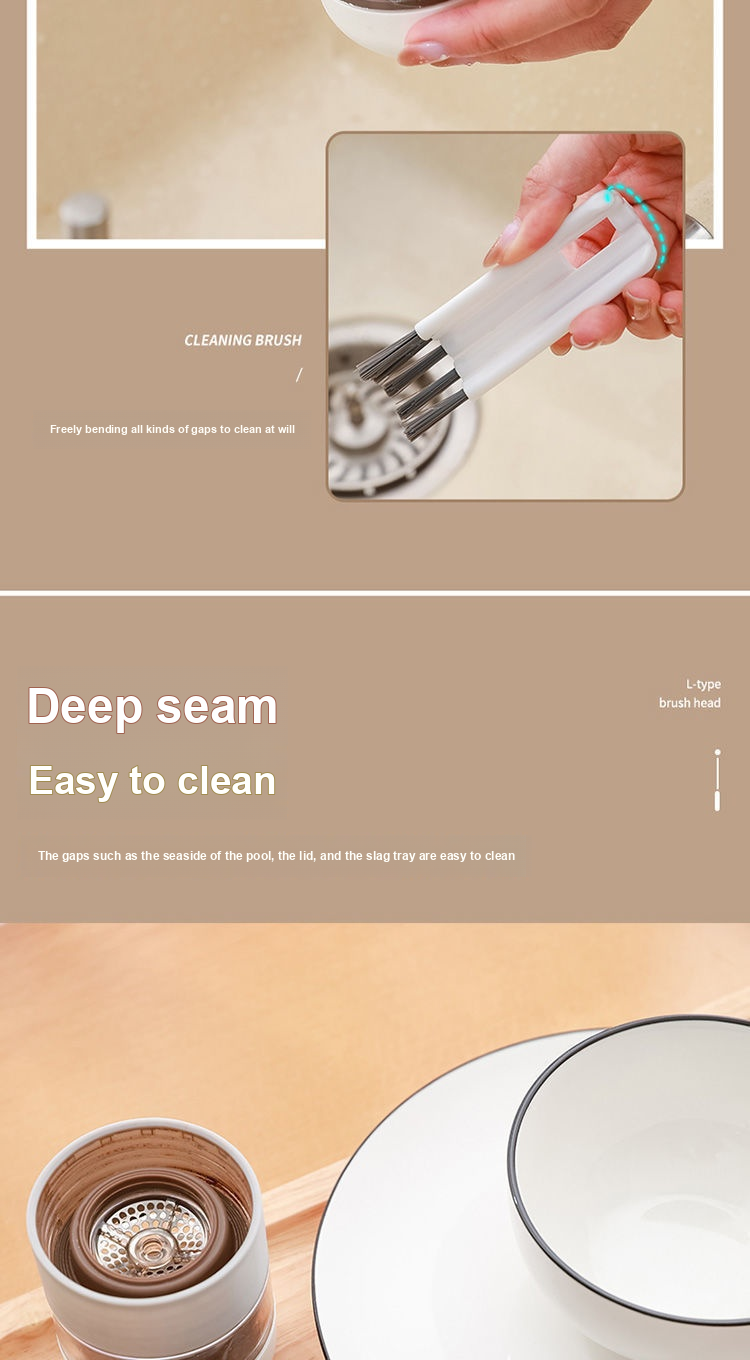 CLEANING BRUSH
/
Freely bending all kinds of gaps to clean at will
Deep seam
Easy to clean
L-type
brush head
The gaps such as the seaside of the pool, the lid, and the slag tray are easy to clean